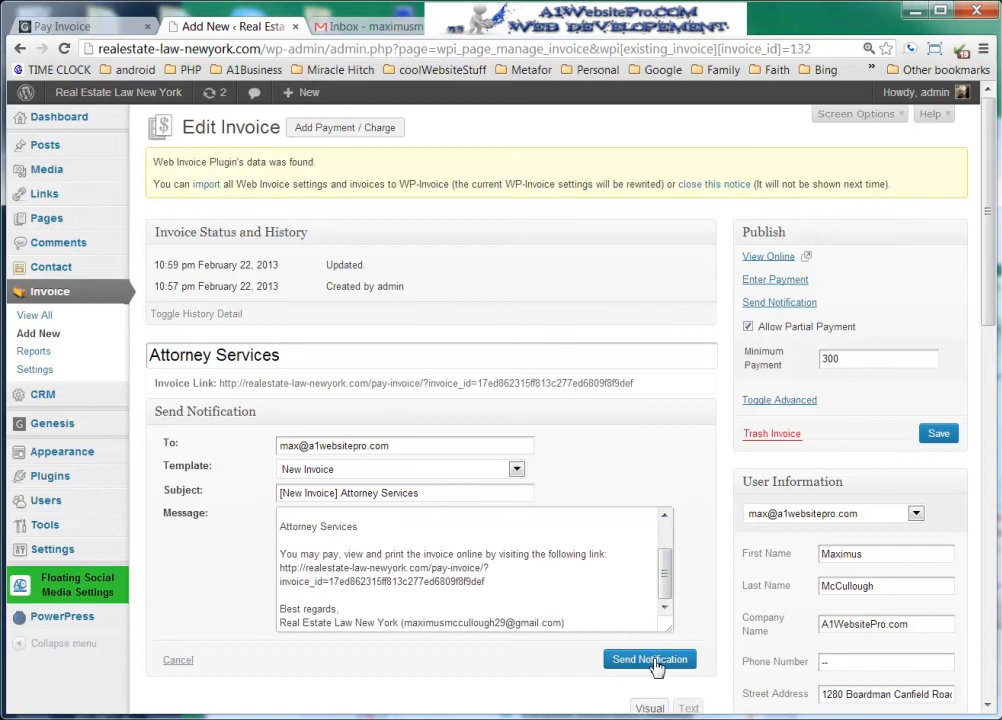 Pay Invoice
Add New ‹ Real Estate
Inbox - maximusm
A1WebsitePro.COM
WEB DEVELOPEMENT
realestate-law-newyork.com/wp-admin/admin.php?page=wpi_page_manage_invoice&wpi[existing_invoice][invoice_id]=132
TIME CLOCK android PHP A1Business Miracle Hitch coolWebsiteStuff Metafor Personal Google Family Faith Bing » Other bookmarks
Real Estate Law New York 2 New Howdy, admin
Screen Options Help
Dashboard
Posts
Media
Links
Pages
Comments
Contact
Invoice
View All
Add New
Reports
Settings
CRM
Genesis
Appearance
Plugins
Users
Tools
Settings
Floating Social
Media Settings
PowerPress
Collapse menu
Edit Invoice
Add Payment / Charge
Web Invoice Plugin's data was found.
You can import all Web Invoice settings and invoices to WP-Invoice (the current WP-Invoice settings will be rewrited) or close this notice (It will not be shown next time).
Invoice Status and History
10:59 pm February 22, 2013 Updated.
10:57 pm February 22, 2013 Created by admin
Toggle History Detail
Attorney Services
Invoice Link: http://realestate-law-newyork.com/pay-invoice/?invoice_id=17ed862315ff813c277ed6809f8f9def
Send Notification
To: max@a1websitepro.com
Template: New Invoice
Subject: [New Invoice] Attorney Services
Message:
Attorney Services
You may pay, view and print the invoice online by visiting the following link:
http://realestate-law-newyork.com/pay-invoice/?
invoice_id=17ed862315ff813c277ed6809f8f9def
Best regards,
Real Estate Law New York (maximusmccullough29@gmail.com)
Cancel
Send Notification
Visual Text
Publish
View Online
Enter Payment
Send Notification
Allow Partial Payment
Minimum
Payment
300
Toggle Advanced
Trash Invoice
Save
User Information
max@a1websitepro.com
First Name Maximus
Last Name McCullough
Company
Name
A1WebsitePro.com
Phone Number --
Street Address 1280 Boardman Canfield Road